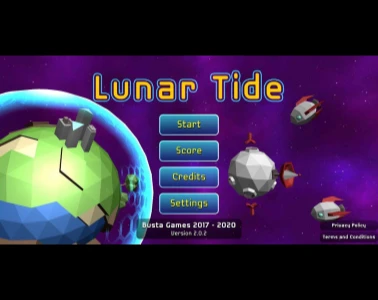 Lunar Tide
Start
Score
Credits
Settings
Busta Games 2017 - 2020
Version 2.0.2
Privacy Policy
Terms and Conditions